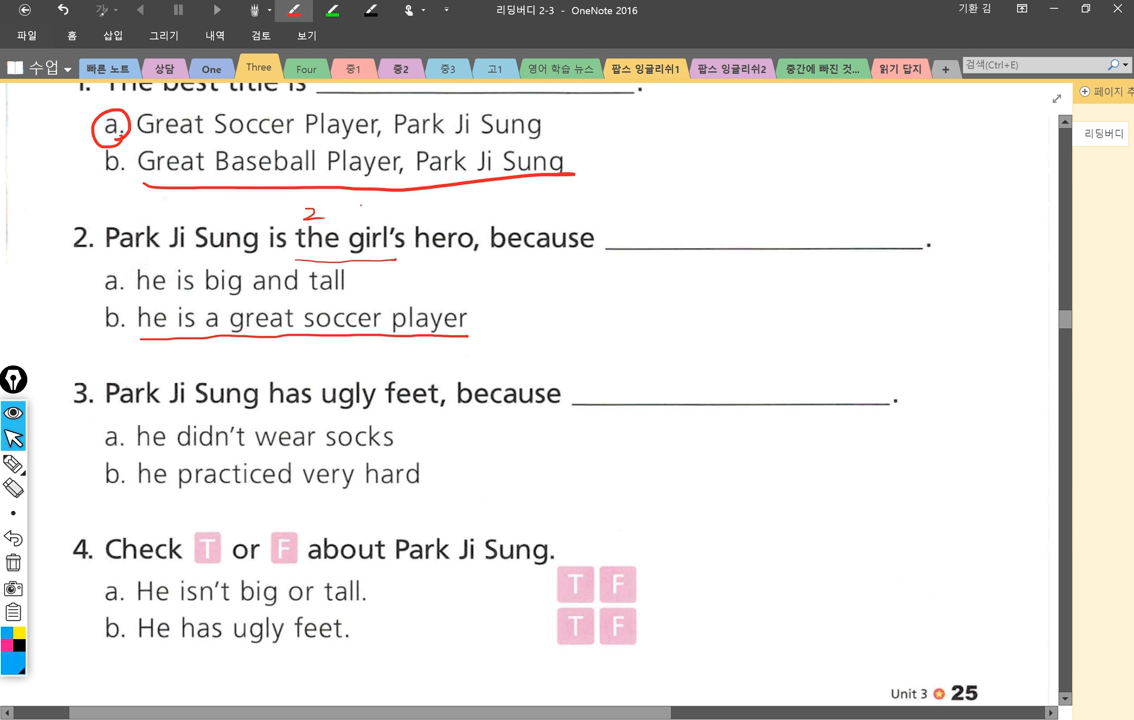 리딩버디 2-3 - OneNote 2016
기환 김
파일 홈 삽입 그리기 내역 검토 보기
수업 빠른 노트 상담 One Three Four 중1 중2 중3 고1 영어 학습 뉴스 팝스 잉글리쉬1 팝스 잉글리쉬2 중간에 빠진 것... 읽기 답지 + 검색(Ctrl+E)
페이지 추
리딩버디
1. The best title is ____________.
a. Great Soccer Player, Park Ji Sung
b. Great Baseball Player, Park Ji Sung
2
2. Park Ji Sung is the girl's hero, because ____________.
a. he is big and tall
b. he is a great soccer player
3. Park Ji Sung has ugly feet, because ____________.
a. he didn't wear socks
b. he practiced very hard
4. Check T or F about Park Ji Sung.
a. He isn't big or tall. T F
b. He has ugly feet. T F
Unit 3 25